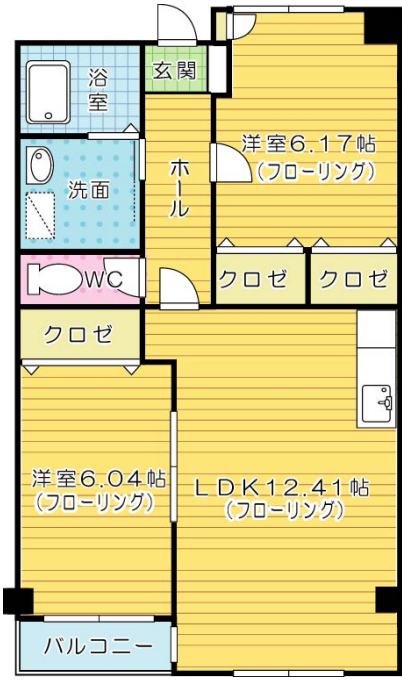 浴室
玄関
洋室6.17帖
(フローリング)
洗面
ホール
WC
クロゼ
クロゼ
クロゼ
洋室6.04帖
(フローリング)
LDK12.41帖
(フローリング)
バルコニー